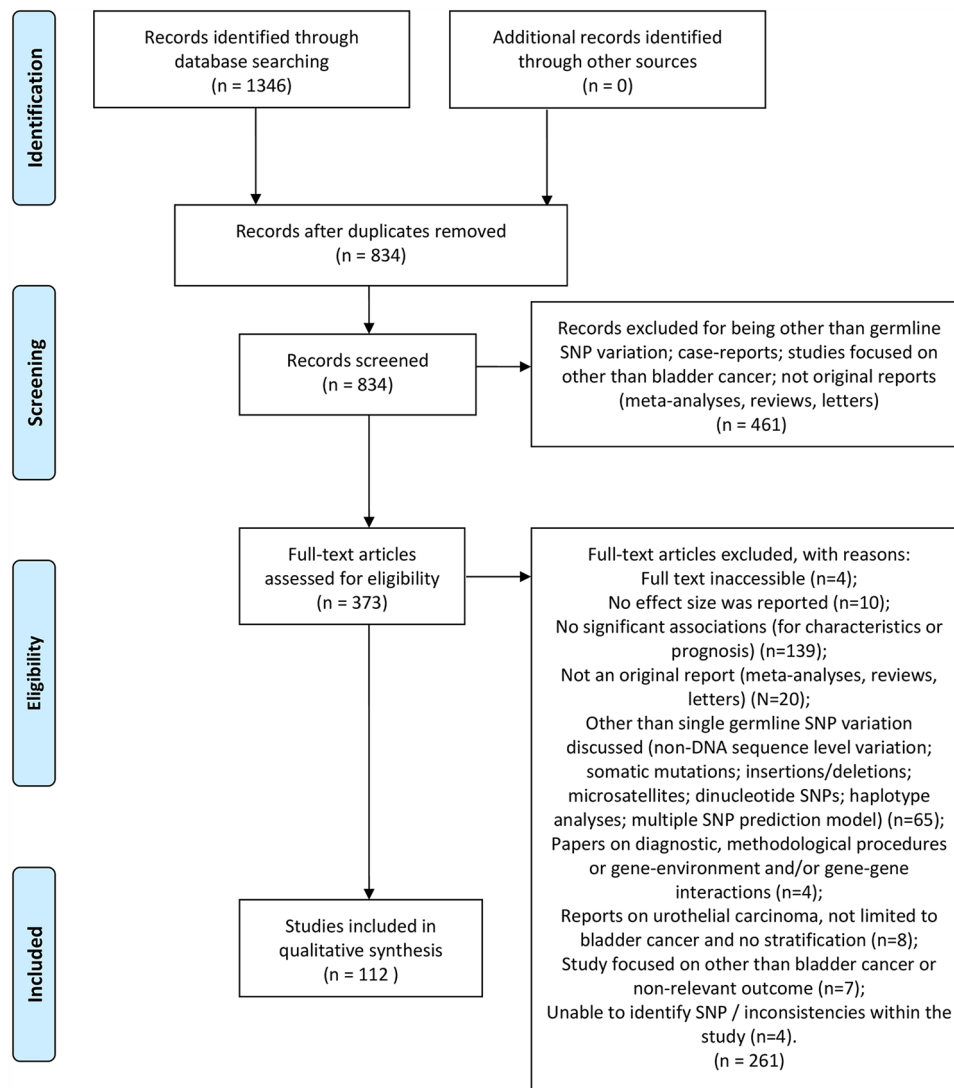 Identification
Records identified through
database searching
(n = 1346)
Additional records identified
through other sources
(n = 0)
Records after duplicates removed
(n = 834)
Screening
Records screened
(n = 834)
Records excluded for being other than germline
SNP variation; case-reports; studies focused on
other than bladder cancer; not original reports
(meta-analyses, reviews, letters)
(n = 461)
Eligibility
Full-text articles
assessed for eligibility
(n = 373)
Full-text articles excluded, with reasons:
Full text inaccessible (n=4);
No effect size was reported (n=10);
No significant associations (for characteristics or
prognosis) (n=139);
Not an original report (meta-analyses, reviews,
letters) (N=20);
Other than single germline SNP variation
discussed (non-DNA sequence level variation;
somatic mutations; insertions/deletions;
microsatellites; dinucleotide SNPs; haplotype
analyses; multiple SNP prediction model) (n=65);
Papers on diagnostic, methodological procedures
or gene-environment and/or gene-gene
interactions (n=4);
Reports on urothelial carcinoma, not limited to
bladder cancer and no stratification (n=8);
Study focused on other than bladder cancer or
non-relevant outcome (n=7);
Unable to identify SNP / inconsistencies within the
study (n=4).
(n = 261)
Included
Studies included in
qualitative synthesis
(n = 112 )